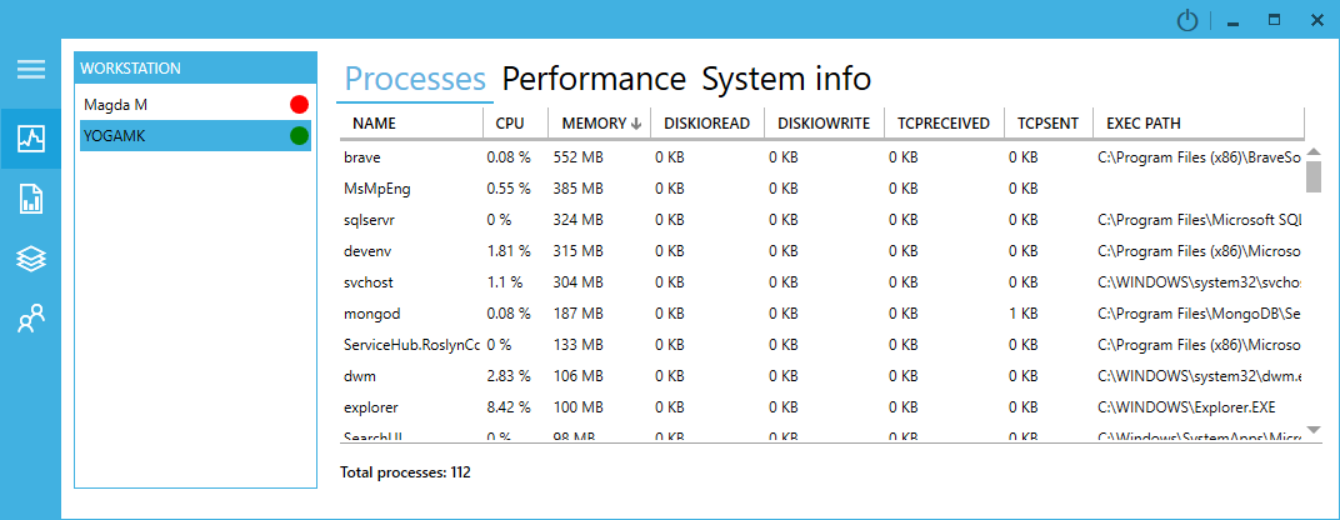 WORKSTATION
Magda M
YOGAMK
Processes Performance System info
NAME CPU MEMORY DISKIOREAD DISKIOWRITE TCPRECEIVED TCPSENT EXEC PATH
brave 0.08 % 552 MB 0 KB 0 KB 0 KB 0 KB C:\Program Files (x86)\BraveSo
MsMpEng 0.55 % 385 MB 0 KB 0 KB 0 KB 0 KB
sqlservr 0 % 324 MB 0 KB 0 KB 0 KB 0 KB C:\Program Files\Microsoft SQl
devenv 1.81 % 315 MB 0 KB 0 KB 0 KB 0 KB C:\Program Files (x86)\Microso
svchost 1.1 % 304 MB 0 KB 0 KB 0 KB 0 KB C:\WINDOWS\system32\svcho
mongod 0.08 % 187 MB 0 KB 0 KB 0 KB 1 KB C:\Program Files\MongoDB\Se
ServiceHub.RoslynCc 0 % 133 MB 0 KB 0 KB 0 KB 0 KB C:\Program Files (x86)\Microso
dwm 2.83 % 106 MB 0 KB 0 KB 0 KB 0 KB C:\WINDOWS\system32\dwm.e
explorer 8.42 % 100 MB 0 KB 0 KB 0 KB 0 KB C:\WINDOWS\Explorer.EXE
SearchUI 0 % 98 MB 0 KB 0 KB 0 KB 0 KB C:\Windows\SystemApps\Micro
Total processes: 112